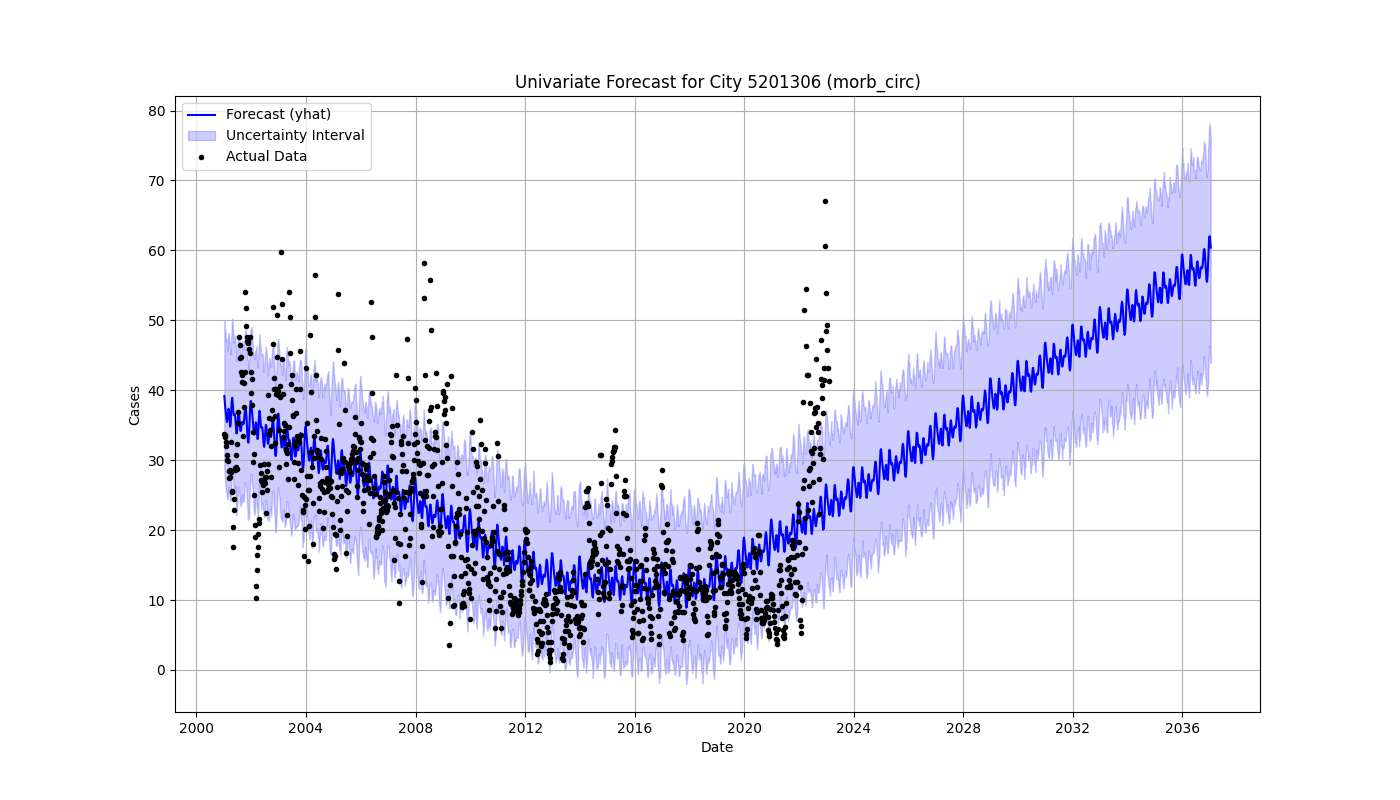 Univariate Forecast for City 5201306 (morb_circ)
Forecast (yhat)
Uncertainty Interval
Actual Data
80
70
60
50
40
30
20
10
0
Cases
2000 2004 2008 2012 2016 2020 2024 2028 2032 2036
Date